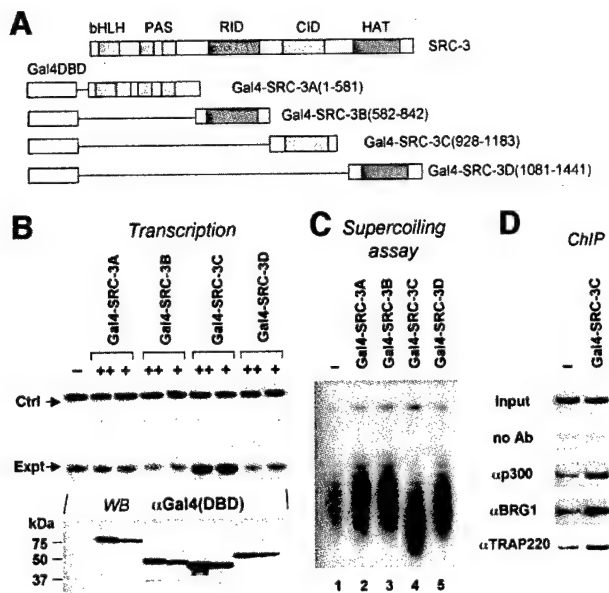 A
bHLH PAS RID CID HAT
SRC-3
Gal4DBD
Gal4-SRC-3A(1-581)
Gal4-SRC-3B(582-842)
Gal4-SRC-3C(928-1183)
Gal4-SRC-3D(1081-1441)
B
Transcription
Gal4-SRC-3A
Gal4-SRC-3B
Gal4-SRC-3C
Gal4-SRC-3D
– ++ + ++ + ++ + ++ +
Ctrl
Expt
WB αGal4(DBD)
kDa
75
50
37
C
Supercoiling
assay
–
Gal4-SRC-3A
Gal4-SRC-3B
Gal4-SRC-3C
Gal4-SRC-3D
1 2 3 4 5
D
ChIP
–
Gal4-SRC-3C
Input
no Ab
αp300
αBRG1
αTRAP220